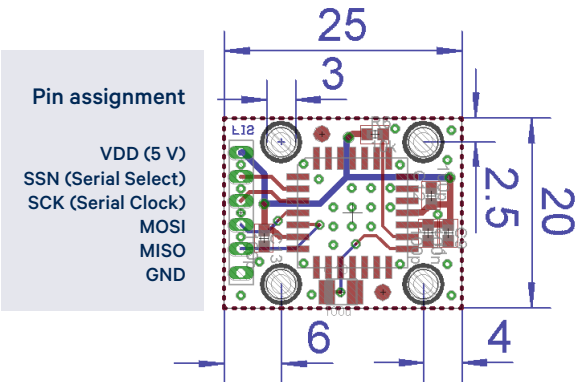 25
3
Pin assignment
VDD (5 V)
SSN (Serial Select)
SCK (Serial Clock)
MOSI
MISO
GND
2.5
20
6
4